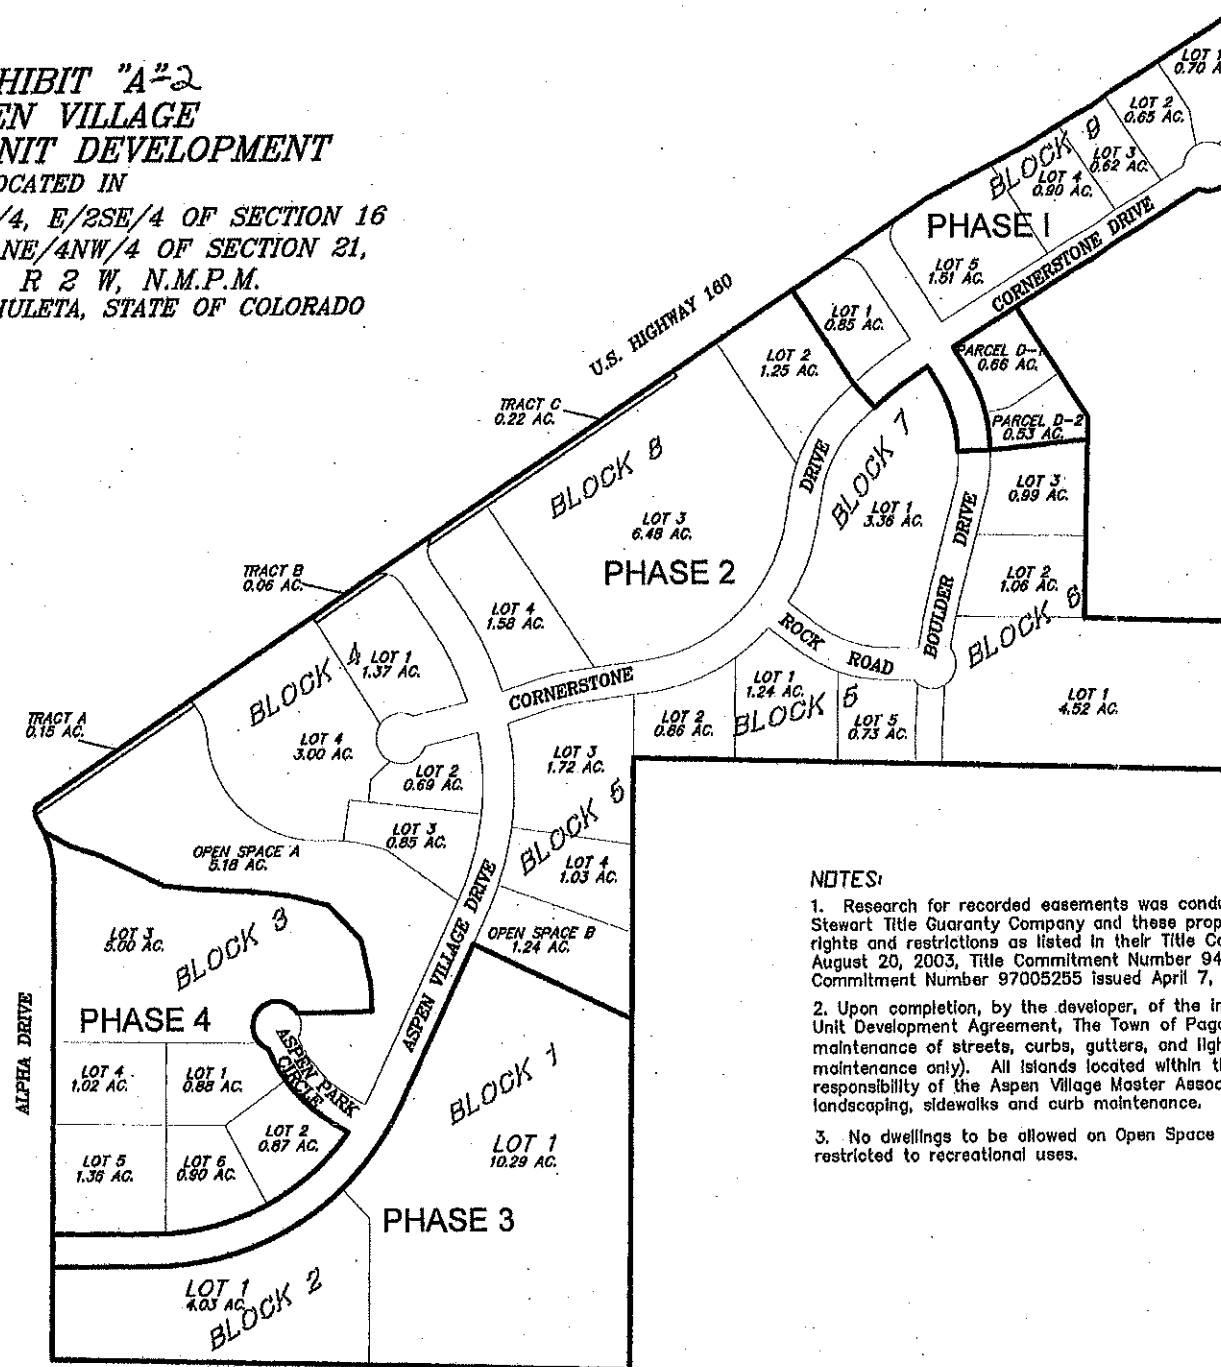 HIBIT "A"-2
EN VILLAGE
NIT DEVELOPMENT
OCATED IN
/4, E/2SE/4 OF SECTION 16
NE/4NW/4 OF SECTION 21,
R 2 W, N.M.P.M.
HULETA, STATE OF COLORADO
U.S. HIGHWAY 160
LOT 1
0.70 A
LOT 2
0.65 AC.
LOT 3
0.62 AC.
BLOCK 9
LOT 4
0.90 AC.
PHASE I
LOT 5
1.51 AC.
CORNERSTONE DRIVE
LOT 1
0.85 AC.
PARCEL D-1
0.66 AC.
PARCEL D-2
0.53 AC.
LOT 2
1.25 AC.
TRACT C
0.22 AC.
BLOCK 8
LOT 3
6.48 AC.
PHASE 2
DRIVE
BLOCK 7
LOT 1
3.36 AC.
BOULDER DRIVE
LOT 3
0.99 AC.
LOT 2
1.06 AC.
BLOCK 6
LOT 1
4.52 AC.
TRACT B
0.06 AC.
LOT 4
1.58 AC.
ROCK ROAD
CORNERSTONE
BLOCK 4
LOT 1
1.37 AC.
LOT 4
3.00 AC.
LOT 2
0.69 AC.
LOT 3
0.85 AC.
LOT 2
0.86 AC.
LOT 1
1.24 AC.
BLOCK 5
LOT 5
0.73 AC.
LOT 3
1.72 AC.
BLOCK 5
LOT 4
1.03 AC.
OPEN SPACE B
1.24 AC.
TRACT A
0.15 AC.
OPEN SPACE A
5.18 AC.
ASPEN VILLAGE DRIVE
LOT 3
5.00 AC.
BLOCK 3
PHASE 4
ALPHA DRIVE
ASPEN PARK
CIRCLE
LOT 4
1.02 AC.
LOT 1
0.88 AC.
LOT 2
0.87 AC.
LOT 5
1.36 AC.
LOT 6
0.90 AC.
BLOCK 1
LOT 1
10.29 AC.
PHASE 3
LOT 1
4.03 AC.
BLOCK 2
NOTES:
1. Research for recorded easements was condu
Stewart Title Guaranty Company and these prop
rights and restrictions as listed in their Title Co
August 20, 2003, Title Commitment Number 94
Commitment Number 97005255 issued April 7,
2. Upon completion, by the developer, of the in
Unit Development Agreement, The Town of Pago
maintenance of streets, curbs, gutters, and ligh
maintenance only). All islands located within th
responsibility of the Aspen Village Master Assoc
landscaping, sidewalks and curb maintenance.
3. No dwellings to be allowed on Open Space
restricted to recreational uses.